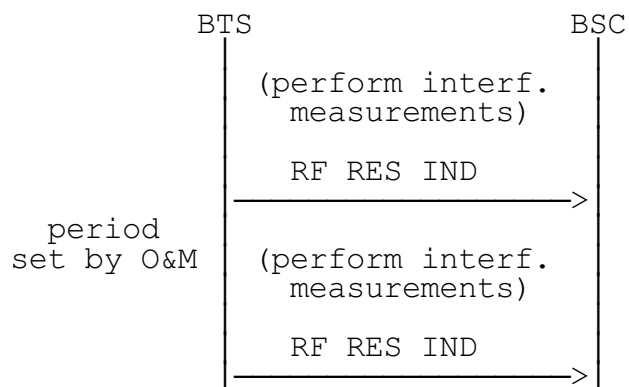 BTS BSC
(perform interf.
measurements)
RF RES IND
period
set by O&M
(perform interf.
measurements)
RF RES IND